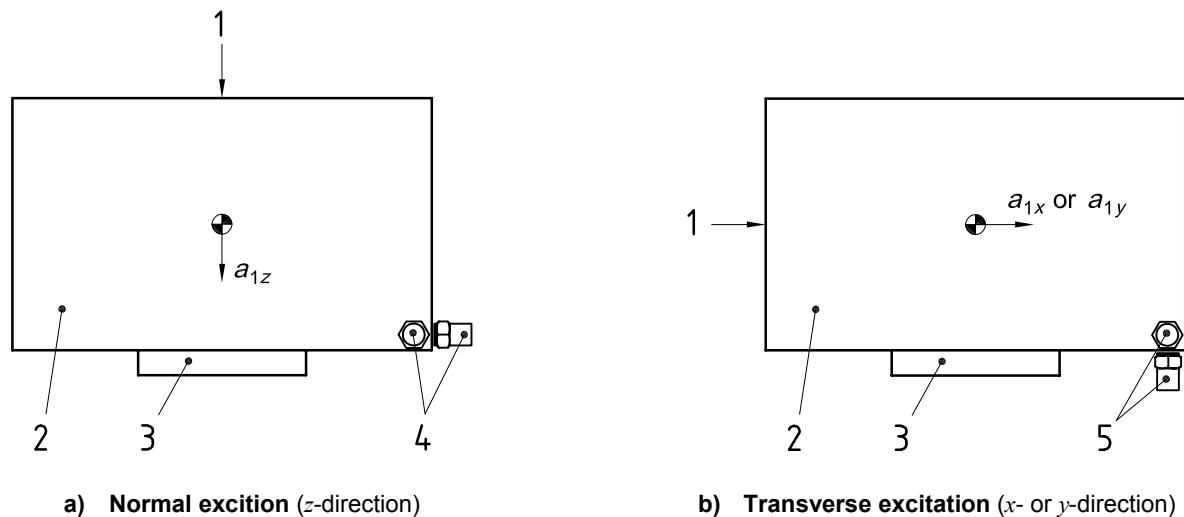 1
a1z
2
3
4
a) Normal excition (z-direction)
1
a1x or a1y
2
3
5
b) Transverse excitation (x- or y-direction)